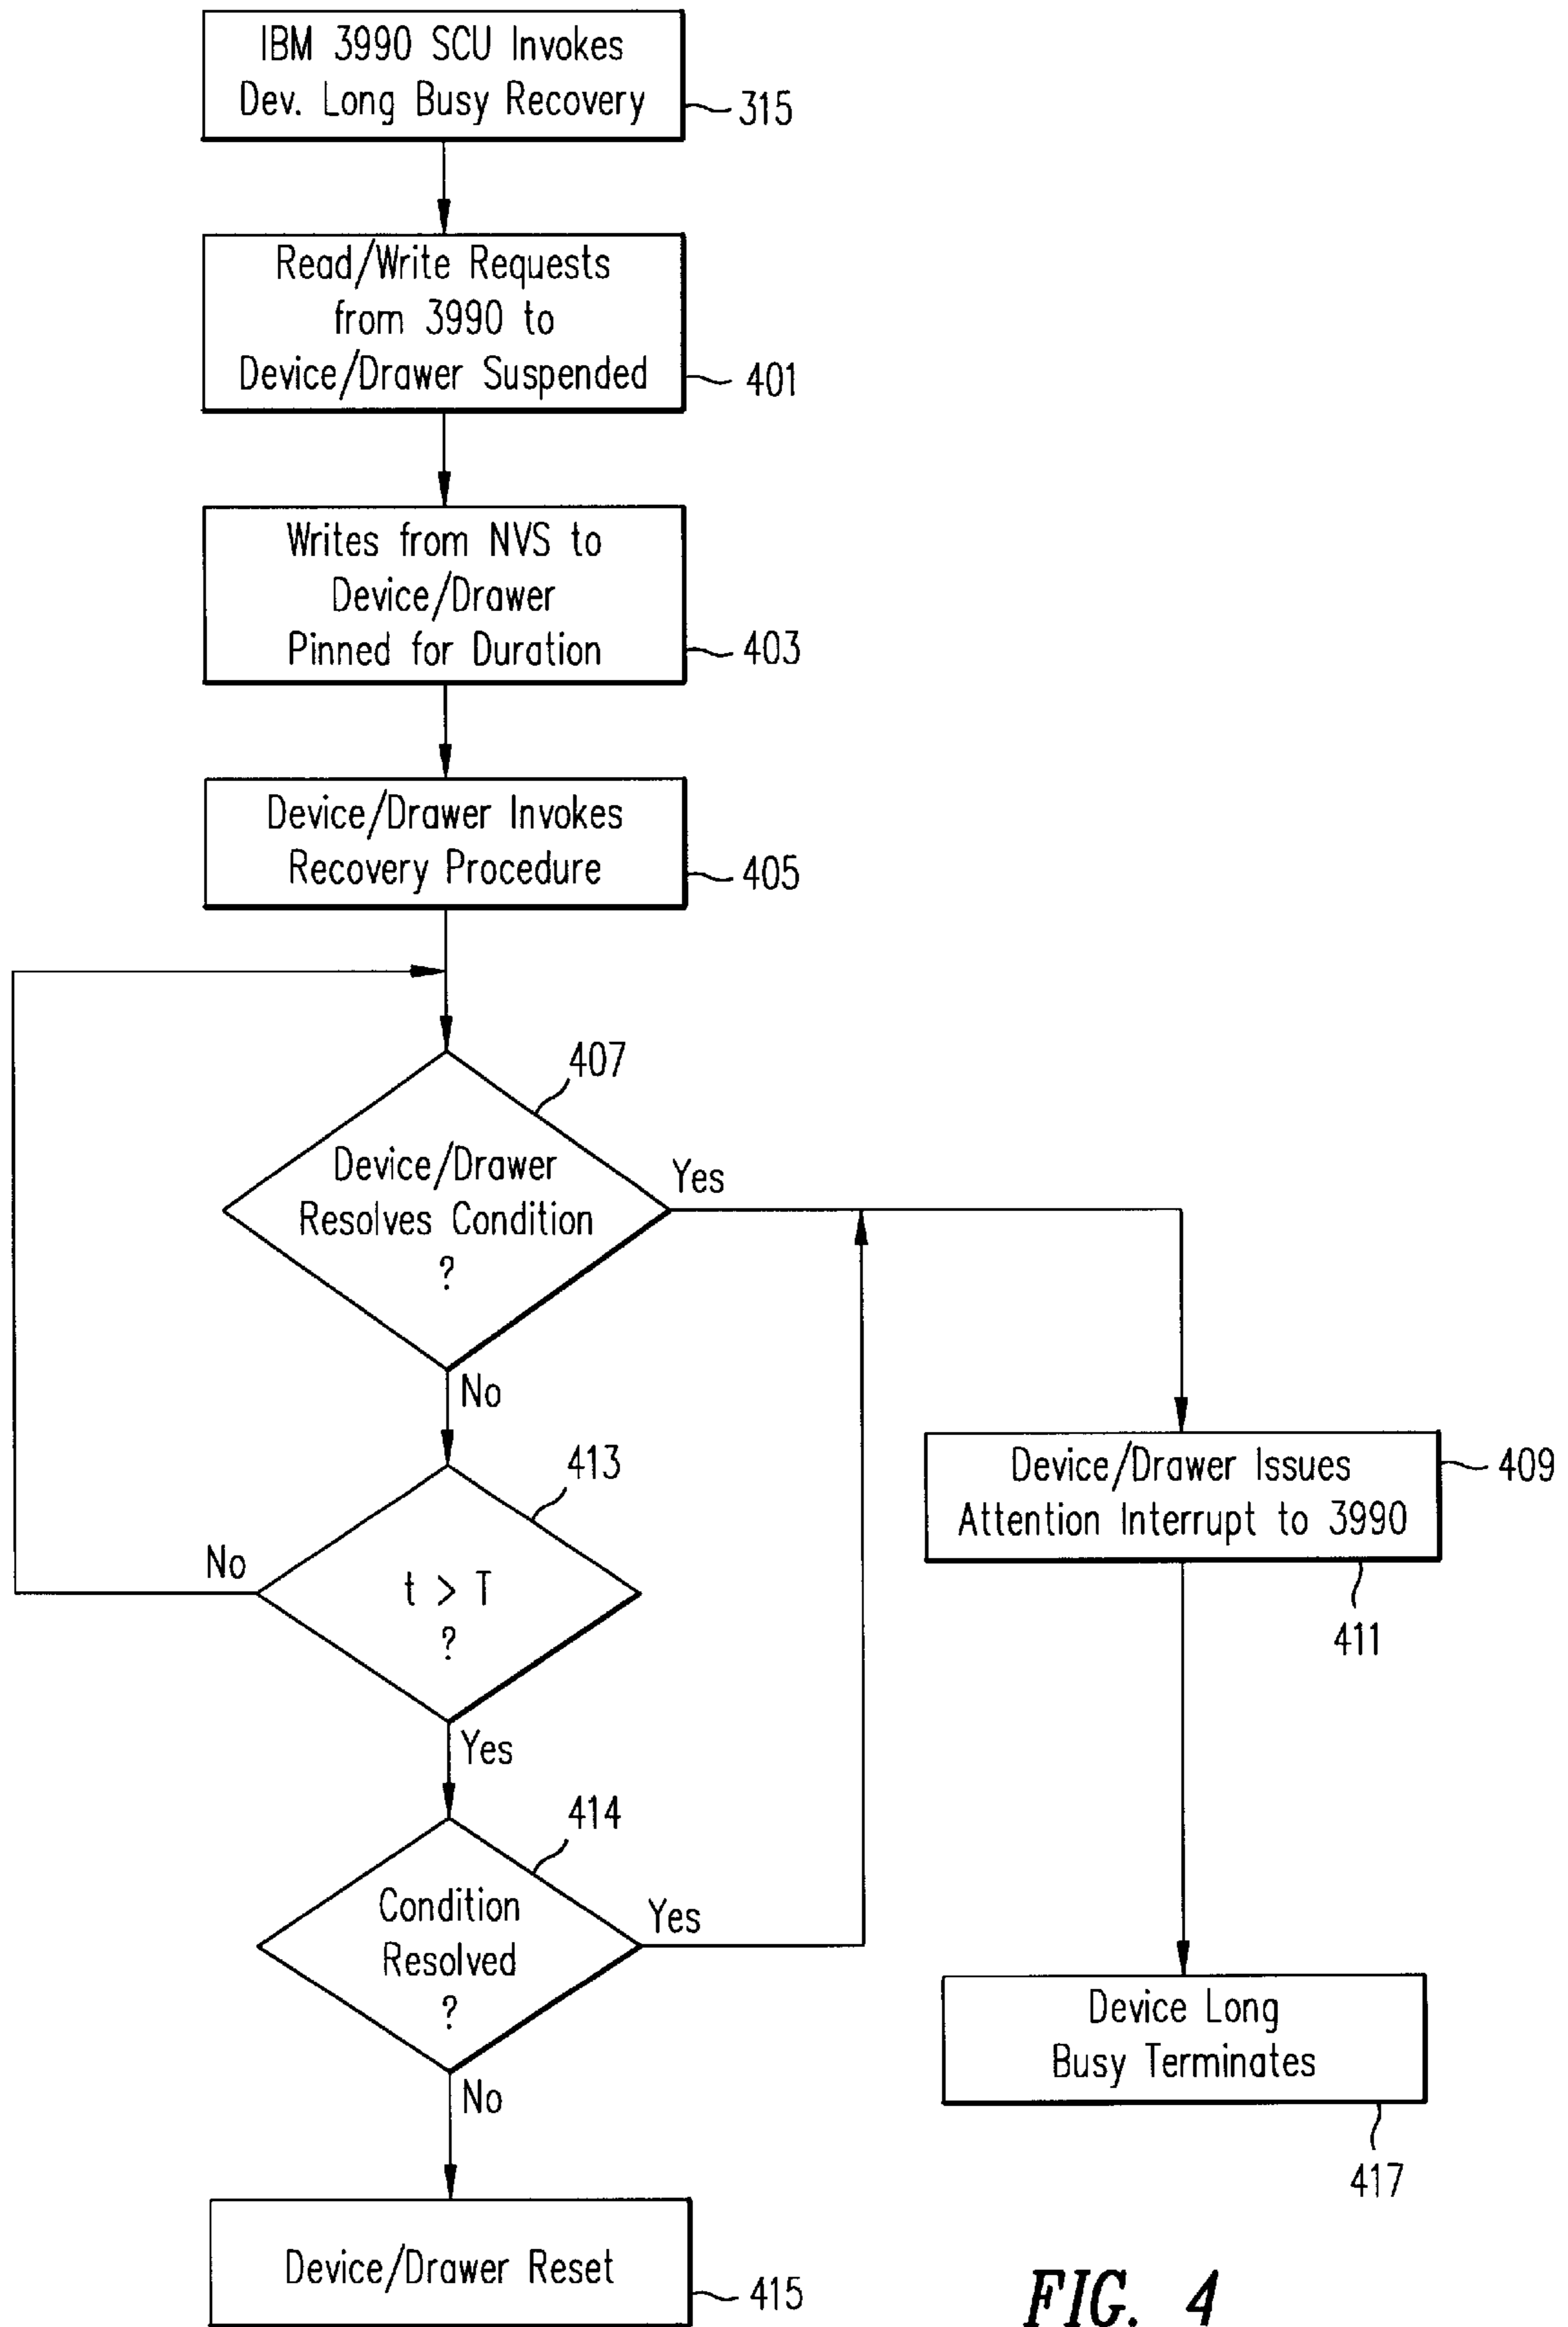 IBM 3990 SCU Invokes
Dev. Long Busy Recovery
315
Read/Write Requests
from 3990 to
Device/Drawer Suspended
401
Writes from NVS to
Device/Drawer
Pinned for Duration
403
Device/Drawer Invokes
Recovery Procedure
405
407
Device/Drawer
Resolves Condition
?
Yes
No
413
t > T
?
No
Yes
414
Condition
Resolved
?
Yes
No
Device/Drawer Reset
415
Device/Drawer Issues
Attention Interrupt to 3990
409
411
Device Long
Busy Terminates
417
FIG. 4